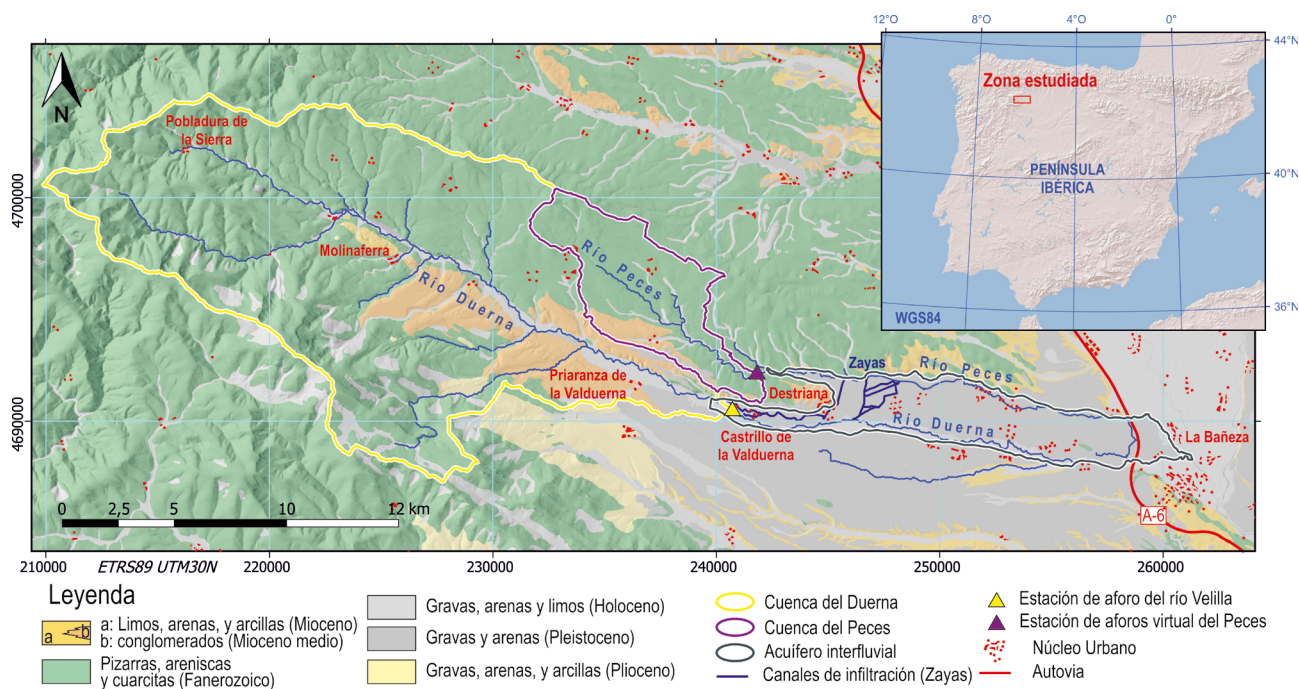 12°O
8°O
4°O
0°
44°N
40°N
36°N
Zona estudiada
PENÍNSULA
IBÉRICA
WGS84
N
4700000
4690000
Pobladura de
la Sierra
Molinaferra
Río Duerna
Río Peces
Priaranza de
la Valduerna
Destriana
Zayas
Río Peces
Río Duerna
Castrillo de
la Valduerna
La Bañeza
A-6
0
2,5
5
10
12 km
210000
ETRS89 UTM30N
220000
230000
240000
250000
260000
Leyenda
a b
a: Limos, arenas, y arcillas (Mioceno)
b: conglomerados (Mioceno medio)
Pizarras, areniscas
y cuarcitas (Fanerozoico)
Gravas, arenas y limos (Holoceno)
Gravas y arenas (Pleistoceno)
Gravas, arenas, y arcillas (Plioceno)
Cuenca del Duerna
Cuenca del Peces
Acuífero interfluvial
Canales de infiltración (Zayas)
Estación de aforo del río Velilla
Estación de aforos virtual del Peces
Núcleo Urbano
Autovia